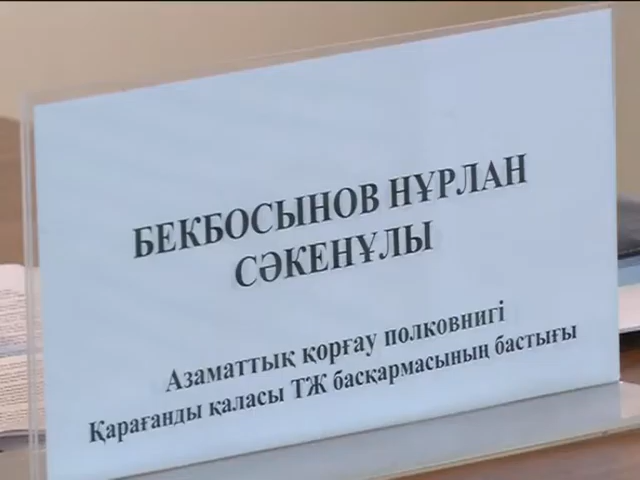 БЕКБОСЫНОВ НҰРЛАН
СӘКЕНҰЛЫ
Азаматтық қорғау полковнигі
Қарағанды қаласы ТЖ басқармасының бастығы